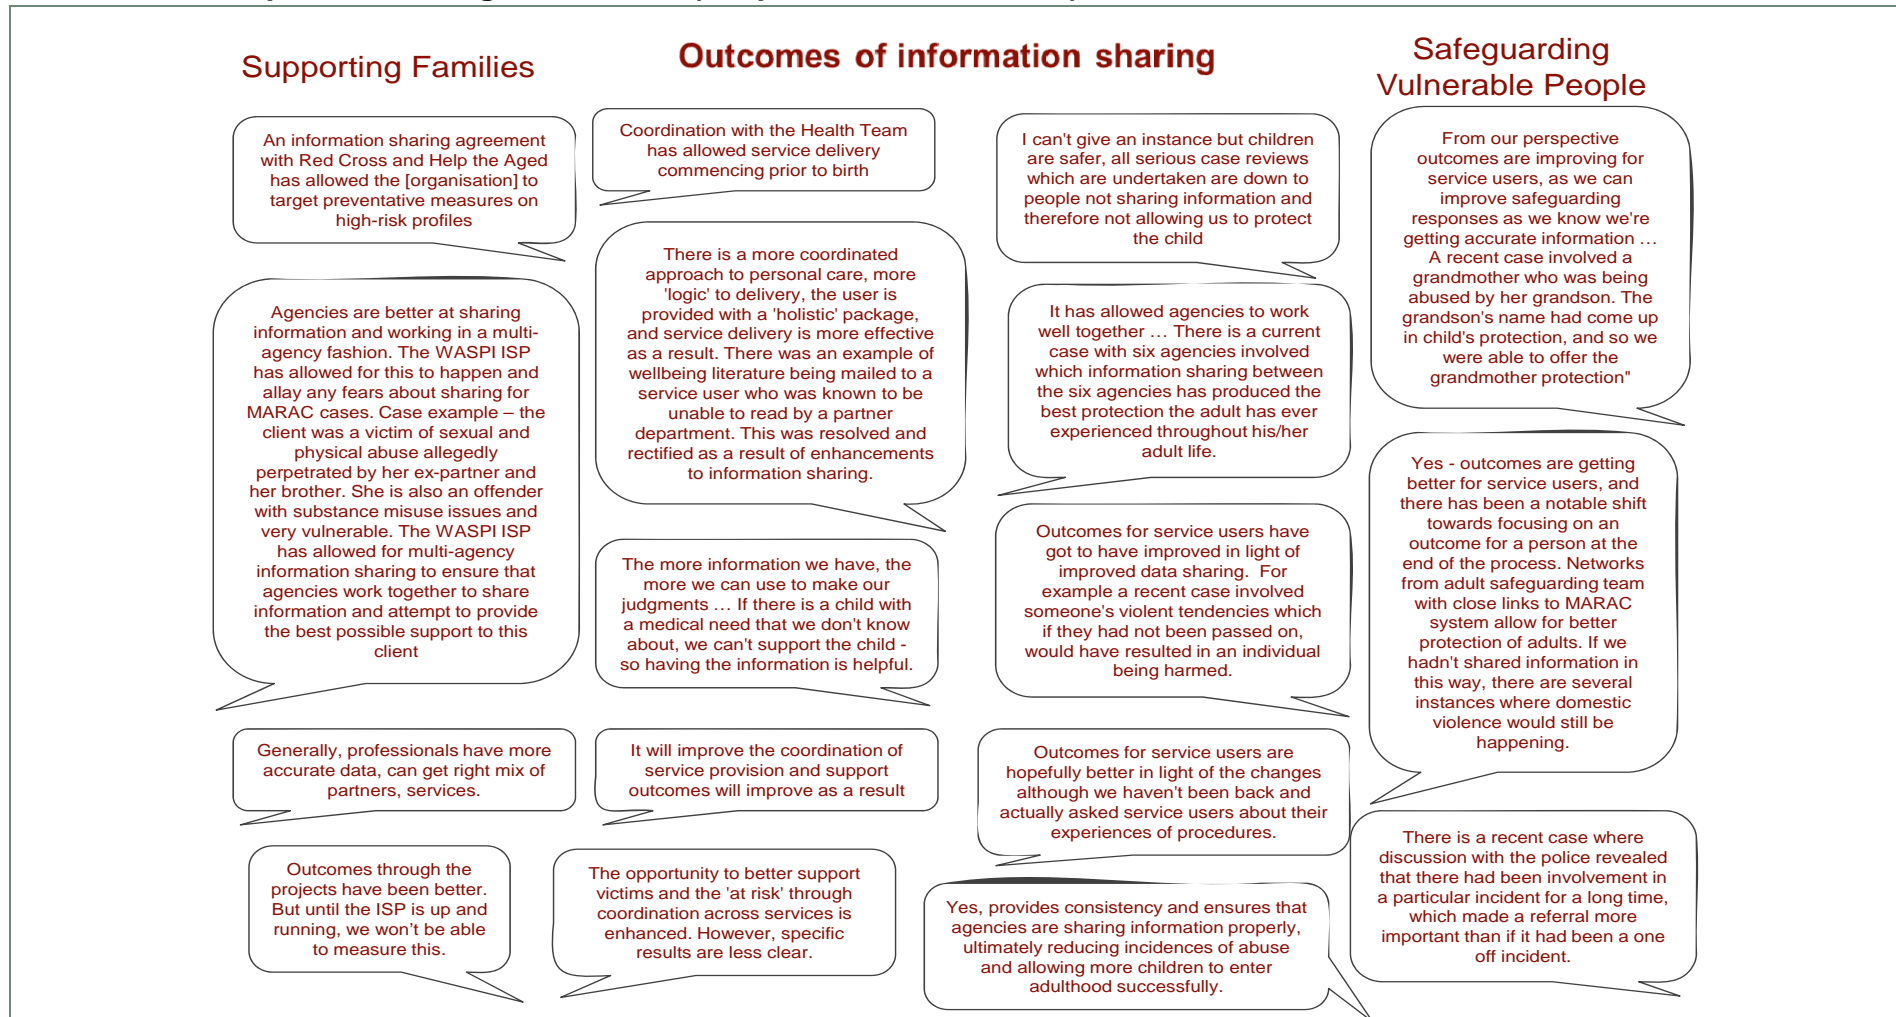 Supporting Families
Outcomes of information sharing
Safeguarding
Vulnerable People
An information sharing agreement
with Red Cross and Help the Aged
has allowed the [organisation] to
target preventative measures on
high-risk profiles
Agencies are better at sharing
information and working in a multi-
agency fashion. The WASPI ISP
has allowed for this to happen and
allay any fears about sharing for
MARAC cases. Case example – the
client was a victim of sexual and
physical abuse allegedly
perpetrated by her ex-partner and
her brother. She is also an offender
with substance misuse issues and
very vulnerable. The WASPI ISP
has allowed for multi-agency
information sharing to ensure that
agencies work together to share
information and attempt to provide
the best possible support to this
client
Generally, professionals have more
accurate data, can get right mix of
partners, services.
Outcomes through the
projects have been better.
But until the ISP is up and
running, we won't be able
to measure this.
Coordination with the Health Team
has allowed service delivery
commencing prior to birth
There is a more coordinated
approach to personal care, more
'logic' to delivery, the user is
provided with a 'holistic' package,
and service delivery is more effective
as a result. There was an example of
wellbeing literature being mailed to a
service user who was known to be
unable to read by a partner
department. This was resolved and
rectified as a result of enhancements
to information sharing.
The more information we have, the
more we can use to make our
judgments … If there is a child with
a medical need that we don't know
about, we can't support the child -
so having the information is helpful.
It will improve the coordination of
service provision and support
outcomes will improve as a result
The opportunity to better support
victims and the 'at risk' through
coordination across services is
enhanced. However, specific
results are less clear.
I can't give an instance but children
are safer, all serious case reviews
which are undertaken are down to
people not sharing information and
therefore not allowing us to protect
the child
It has allowed agencies to work
well together … There is a current
case with six agencies involved
which information sharing between
the six agencies has produced the
best protection the adult has ever
experienced throughout his/her
adult life.
Outcomes for service users have
got to have improved in light of
improved data sharing. For
example a recent case involved
someone's violent tendencies which
if they had not been passed on,
would have resulted in an individual
being harmed.
Outcomes for service users are
hopefully better in light of the changes
although we haven't been back and
actually asked service users about their
experiences of procedures.
Yes, provides consistency and ensures that
agencies are sharing information properly,
ultimately reducing incidences of abuse
and allowing more children to enter
adulthood successfully.
From our perspective
outcomes are improving for
service users, as we can
improve safeguarding
responses as we know we're
getting accurate information …
A recent case involved a
grandmother who was being
abused by her grandson. The
grandson's name had come up
in child's protection, and so we
were able to offer the
grandmother protection"
Yes - outcomes are getting
better for service users, and
there has been a notable shift
towards focusing on an
outcome for a person at the
end of the process. Networks
from adult safeguarding team
with close links to MARAC
system allow for better
protection of adults. If we
hadn't shared information in
this way, there are several
instances where domestic
violence would still be
happening.
There is a recent case where
discussion with the police revealed
that there had been involvement in
a particular incident for a long time,
which made a referral more
important than if it had been a one
off incident.